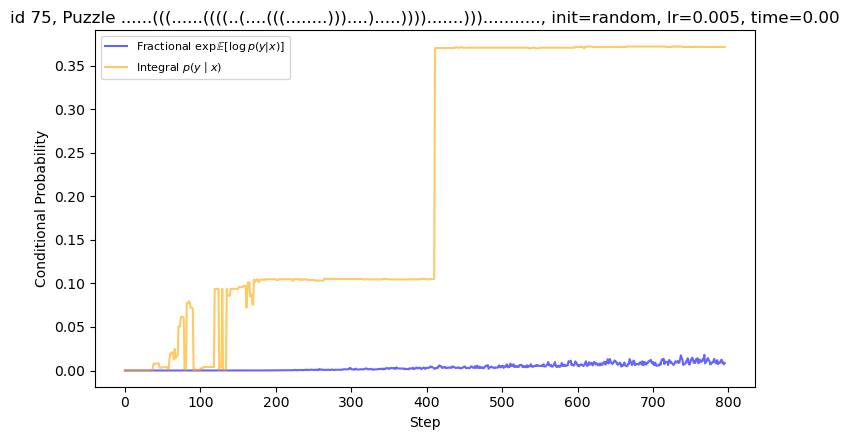 id 75, Puzzle ......(((......((((..(....(((........)))....).....)))).......)))..........., init=random, lr=0.005, time=0.00
Fractional exp𝔼[log p(y|x)]
Integral p(y | x)
Conditional Probability
0.35
0.30
0.25
0.20
0.15
0.10
0.05
0.00
0 100 200 300 400 500 600 700 800
Step